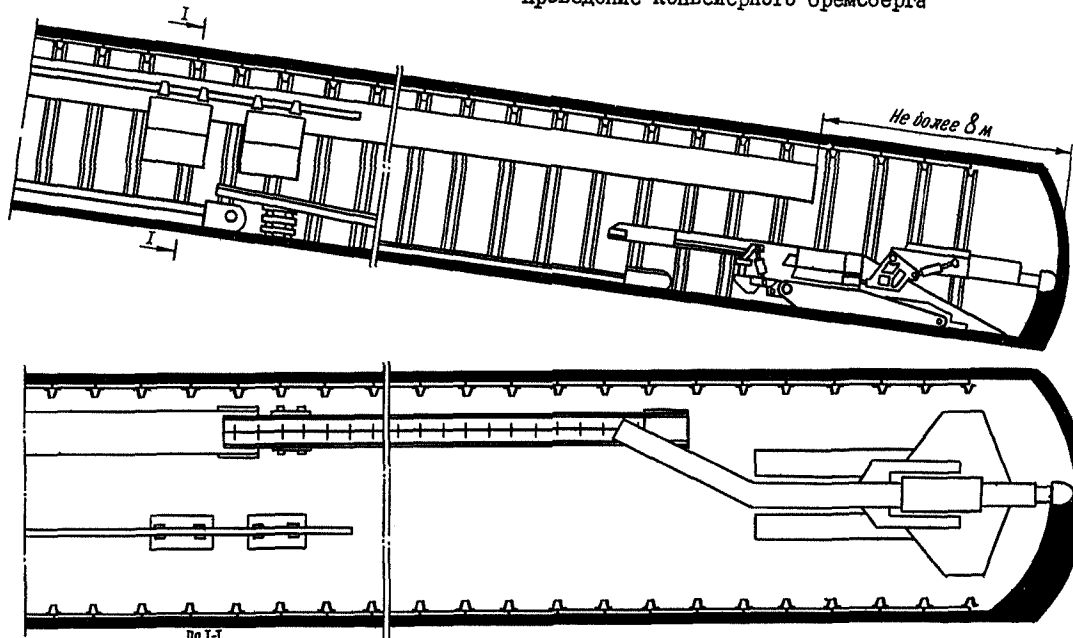 Проведение конвейерного бремсберга
I
Не более 8 м
I
По I-I